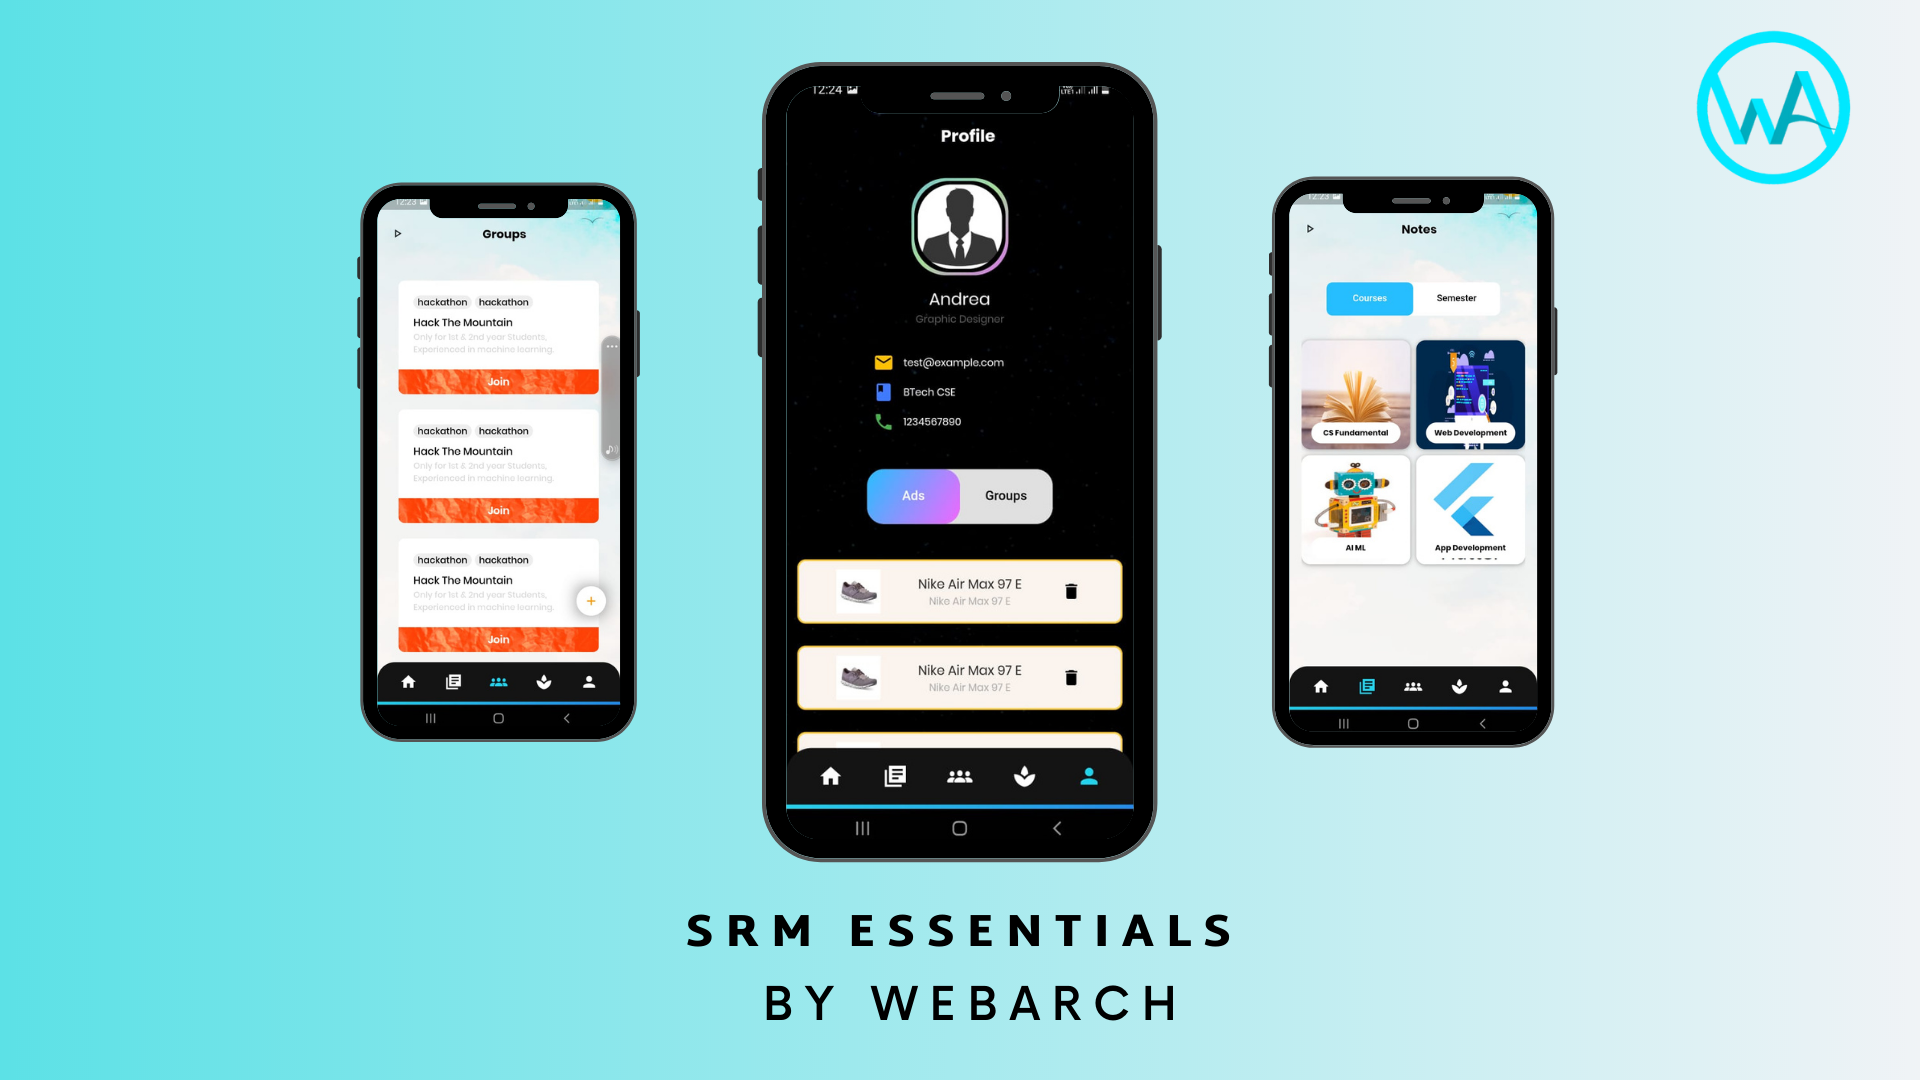 12:23
Groups
hackathon hackathon
Hack The Mountain
Only for 1st & 2nd year Students,
Experienced in machine learning.
Join
hackathon hackathon
Hack The Mountain
Only for 1st & 2nd year Students,
Experienced in machine learning.
Join
hackathon hackathon
Hack The Mountain
Only for 1st & 2nd year Students,
Experienced in machine learning.
Join
12:24
Profile
Andrea
Graphic Designer
test@example.com
BTech CSE
1234567890
Ads Groups
Nike Air Max 97 E
Nike Air Max 97 E
Nike Air Max 97 E
Nike Air Max 97 E
12:23
Notes
Courses Semester
CS Fundamental Web Development
AI ML App Development
WA
SRM ESSENTIALS
BY WEBARCH